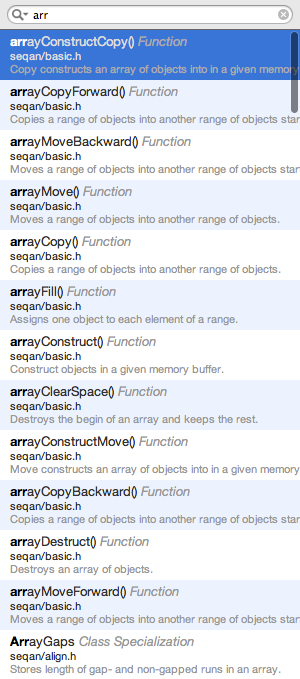 arr
arrayConstructCopy() Function
seqan/basic.h
Copy constructs an array of objects into in a given memory
arrayCopyForward() Function
seqan/basic.h
Copies a range of objects into another range of objects star
arrayMoveBackward() Function
seqan/basic.h
Moves a range of objects into another range of objects star
arrayMove() Function
seqan/basic.h
Moves a range of objects into another range of objects.
arrayCopy() Function
seqan/basic.h
Copies a range of objects into another range of objects.
arrayFill() Function
seqan/basic.h
Assigns one object to each element of a range.
arrayConstruct() Function
seqan/basic.h
Construct objects in a given memory buffer.
arrayClearSpace() Function
seqan/basic.h
Destroys the begin of an array and keeps the rest.
arrayConstructMove() Function
seqan/basic.h
Move constructs an array of objects into in a given memory
arrayCopyBackward() Function
seqan/basic.h
Copies a range of objects into another range of objects star
arrayDestruct() Function
seqan/basic.h
Destroys an array of objects.
arrayMoveForward() Function
seqan/basic.h
Moves a range of objects into another range of objects star
ArrayGaps Class Specialization
seqan/align.h
Stores length of gap- and non-gapped runs in an array.